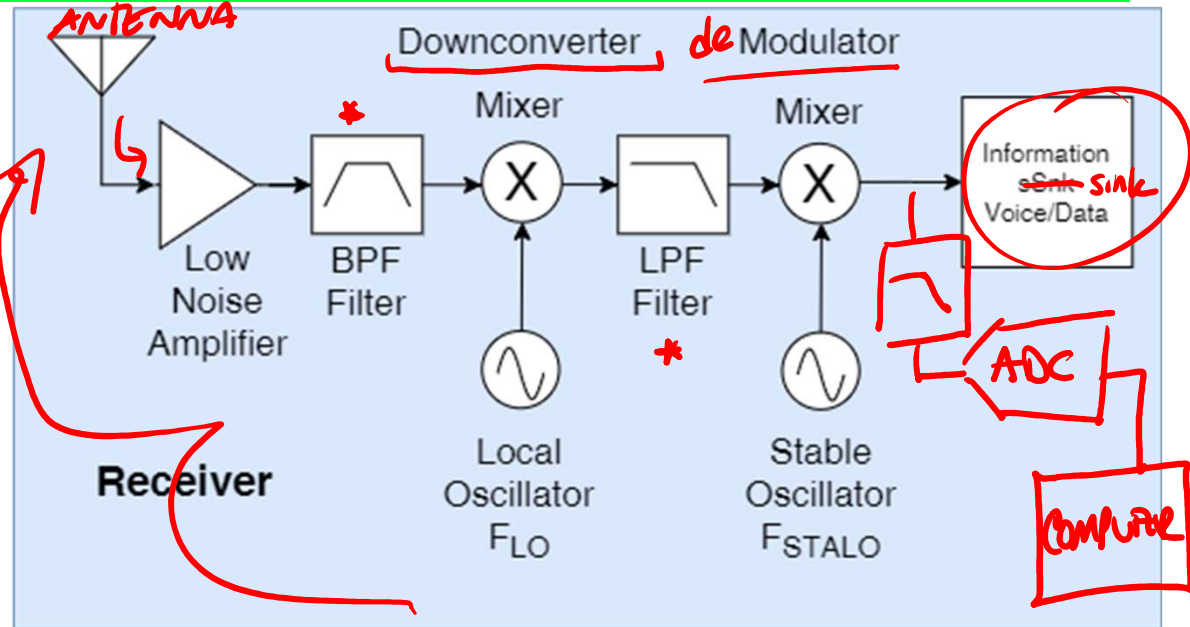 ANTENNA
Downconverter
de Modulator
*
Mixer
Mixer
X
X
Information
sSnk sink
Voice/Data
Low
Noise
Amplifier
BPF
Filter
LPF
Filter
*
ADC
Local
Oscillator
FLO
Stable
Oscillator
FSTALO
Receiver
COMPUTER